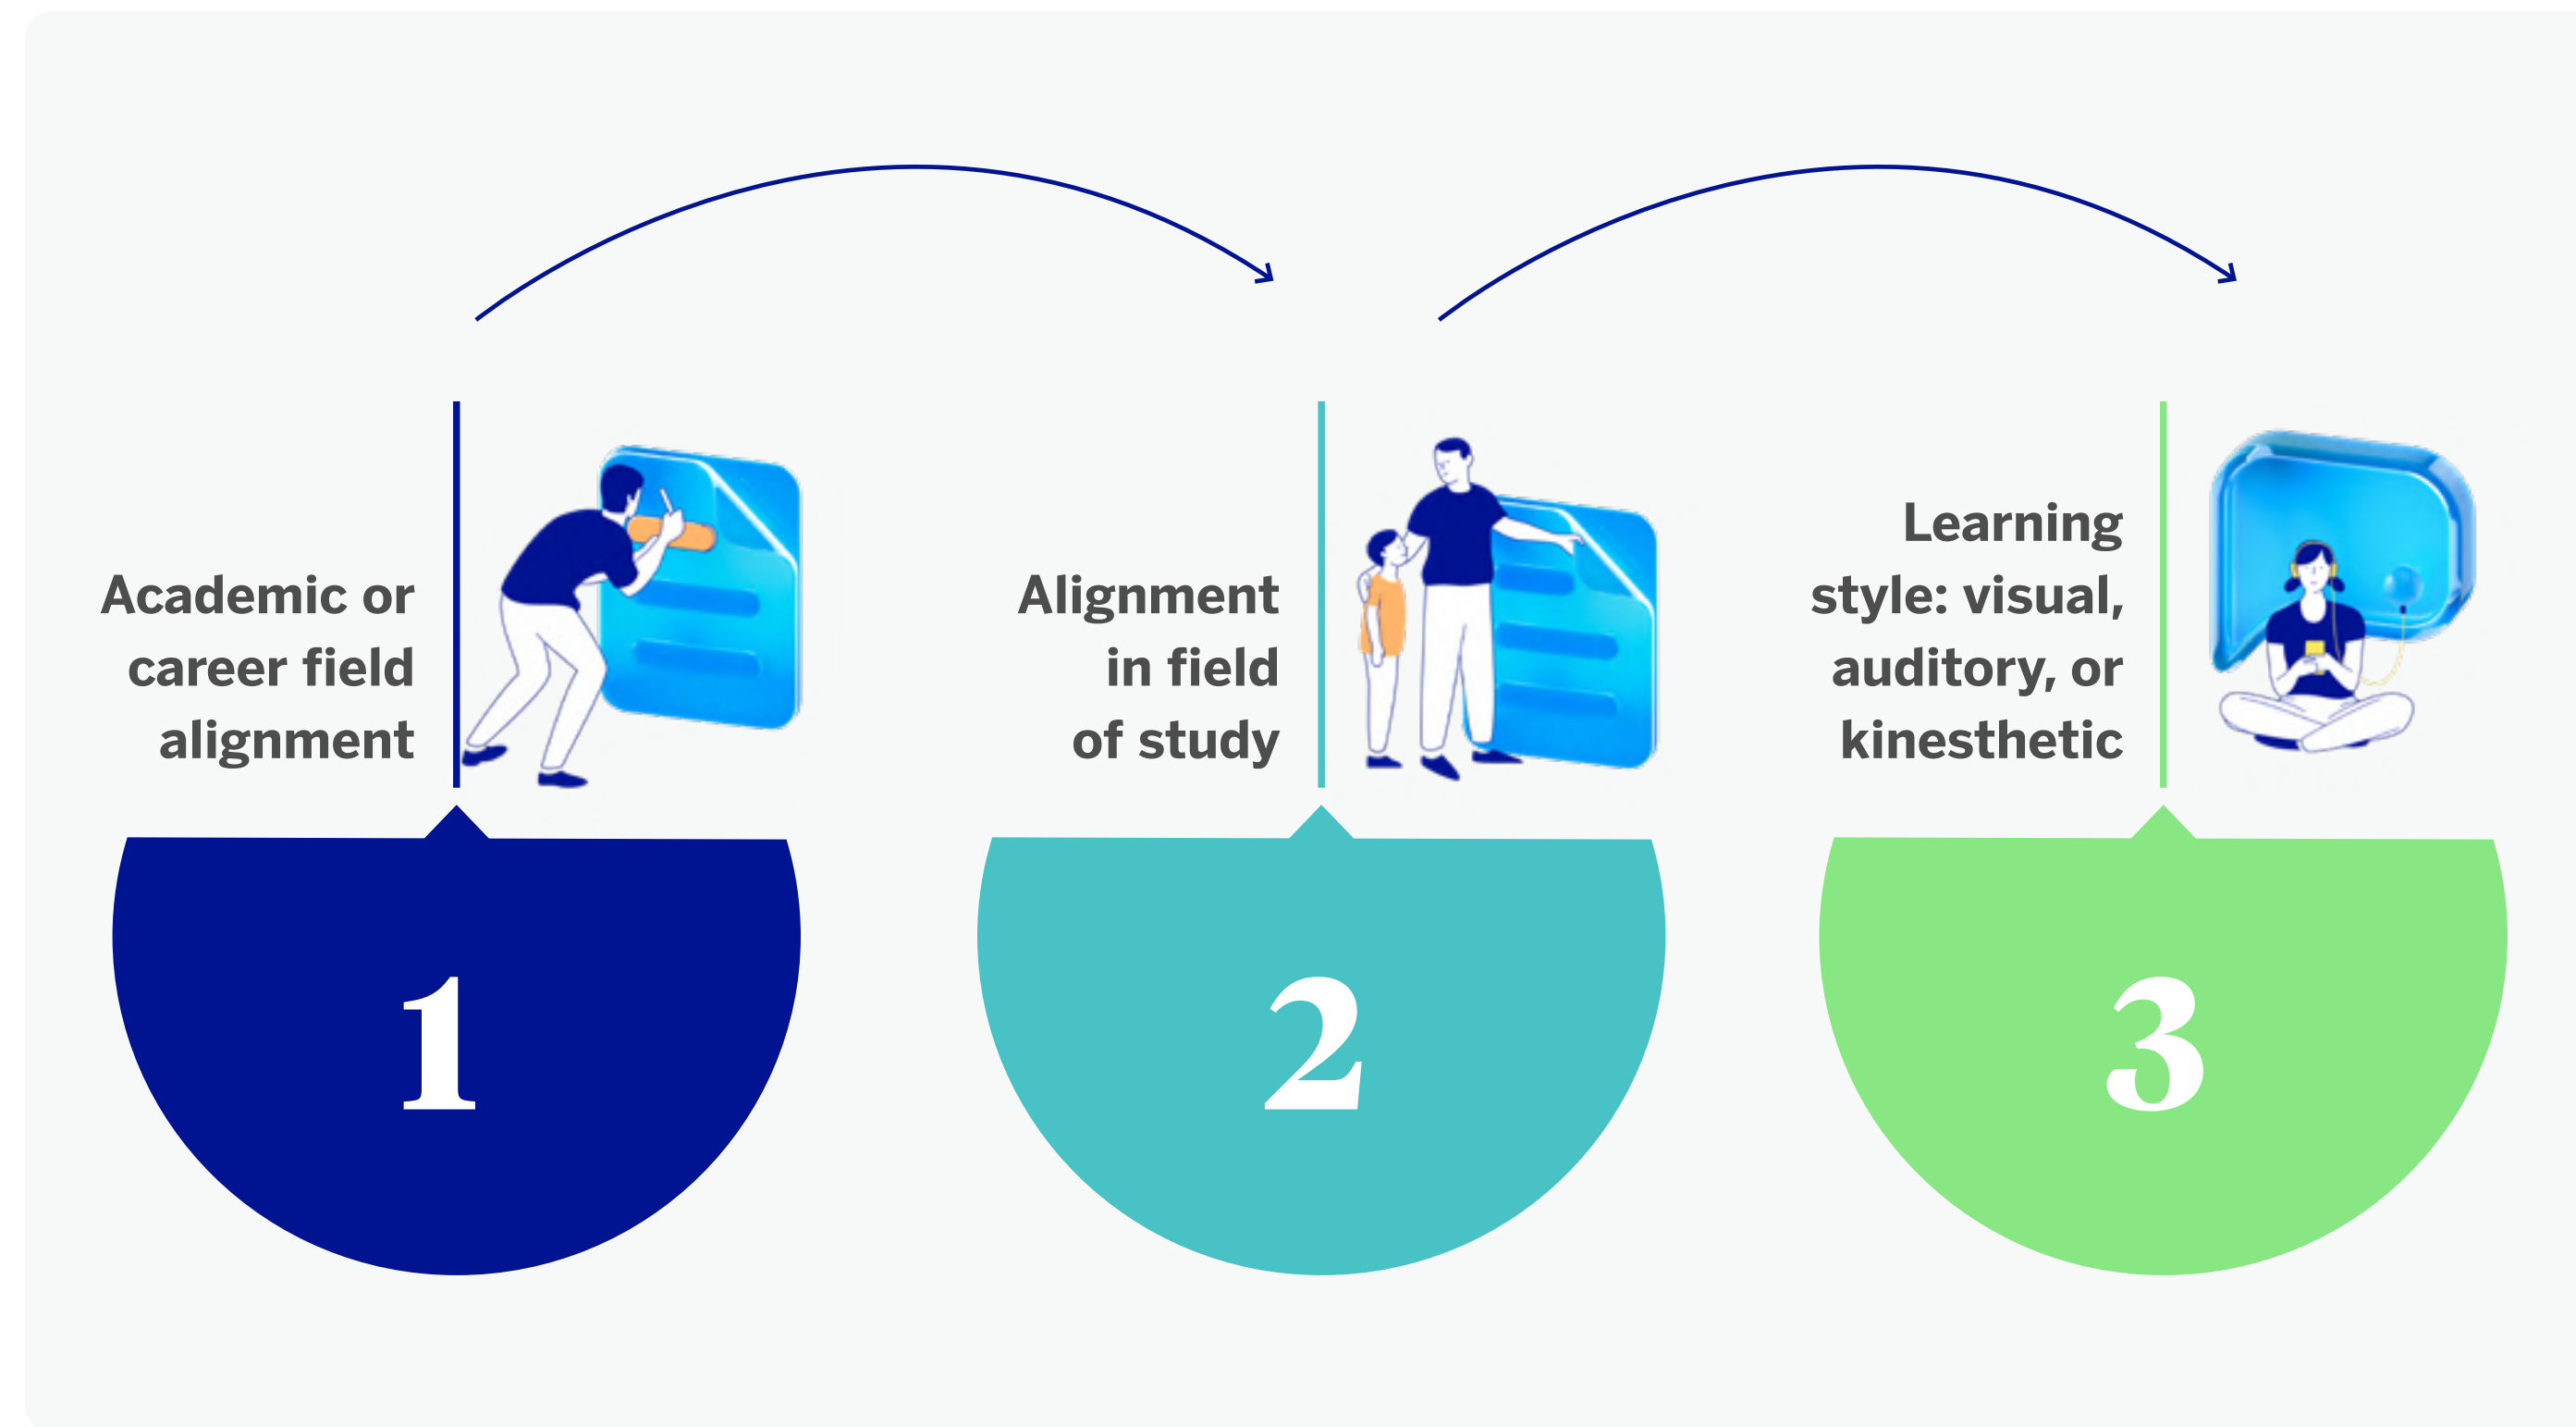 Academic or
career field
alignment
1
Alignment
in field
of study
2
Learning
style: visual,
auditory, or
kinesthetic
3